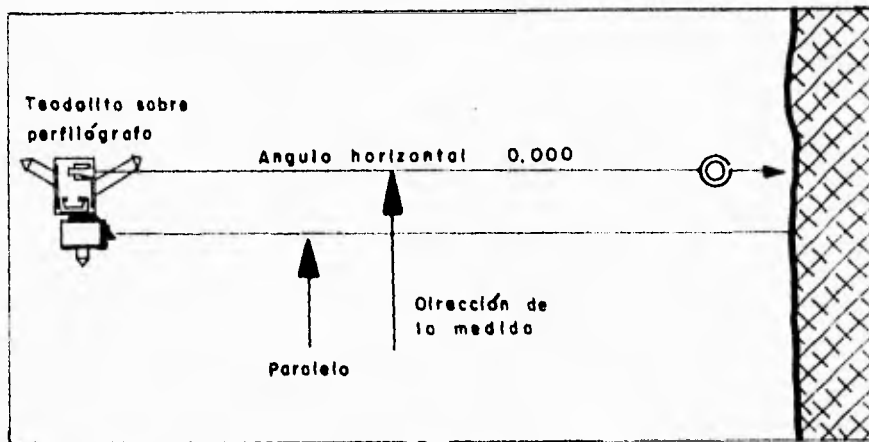 Teodolito sobre
perfilógrafo
Angulo horizontal 0,000
Dirección de
la medida
Paralelo